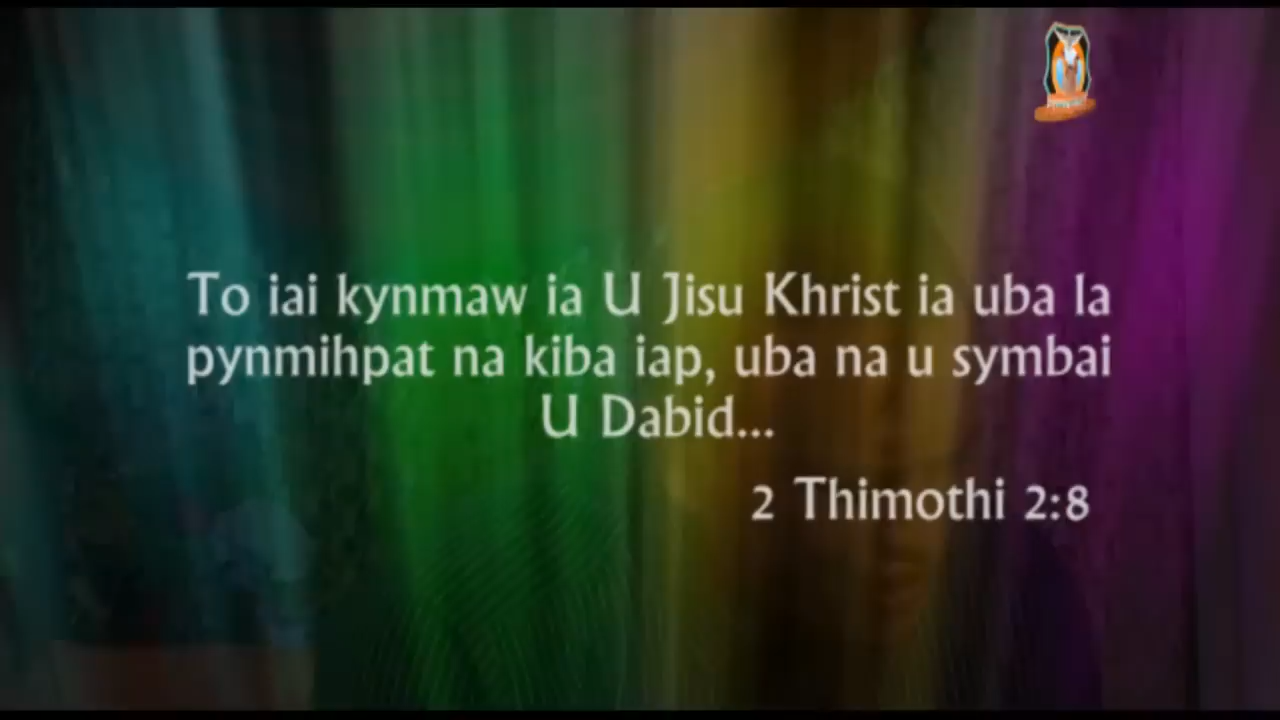 To iai kynmaw ia U Jisu Khrist ia uba la
pynmihpat na kiba iap, uba na u symbai
U Dabid...
2 Thimothi 2:8